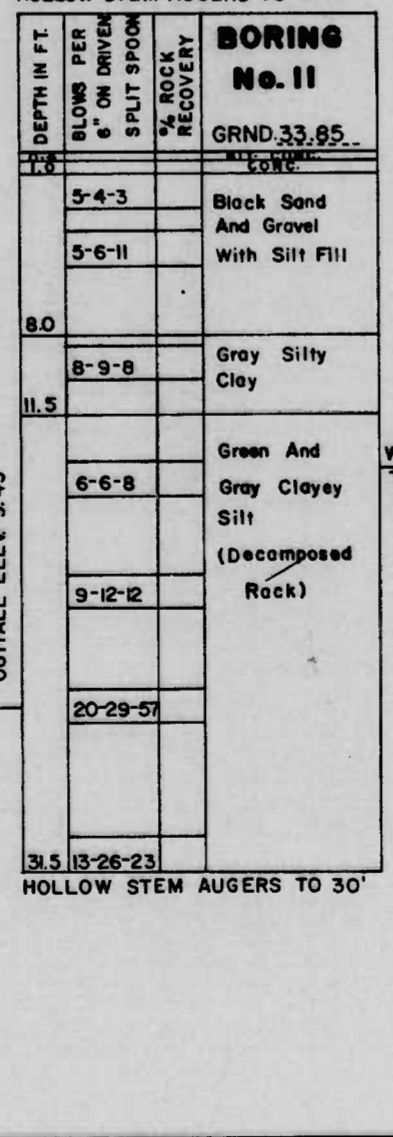 DEPTH IN FT.
BLOWS PER
6" ON DRIVEN
SPLIT SPOON
% ROCK
RECOVERY
BORING
No. 11
GRND. 33.85
CONC.
1.0
CONC.
5-4-3
Black Sand
And Gravel
5-6-11
With Silt Fill
8.0
8-9-8
Gray Silty
Clay
11.5
Green And
6-6-8
Gray Clayey
Silt
(Decomposed
9-12-12
Rock)
20-29-57
31.5
13-26-23
HOLLOW STEM AUGERS TO 30'